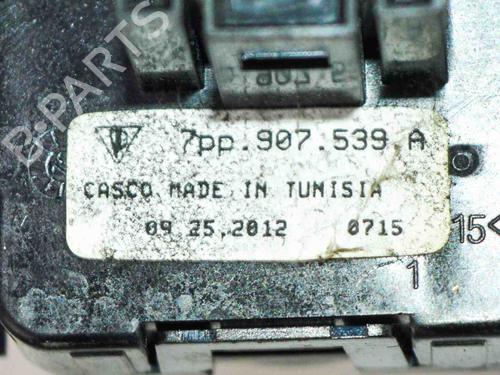 B-PARTS
7pp.907.539 A
CASCO MADE IN TUNISIA
09 25.2012 0715
15<
1